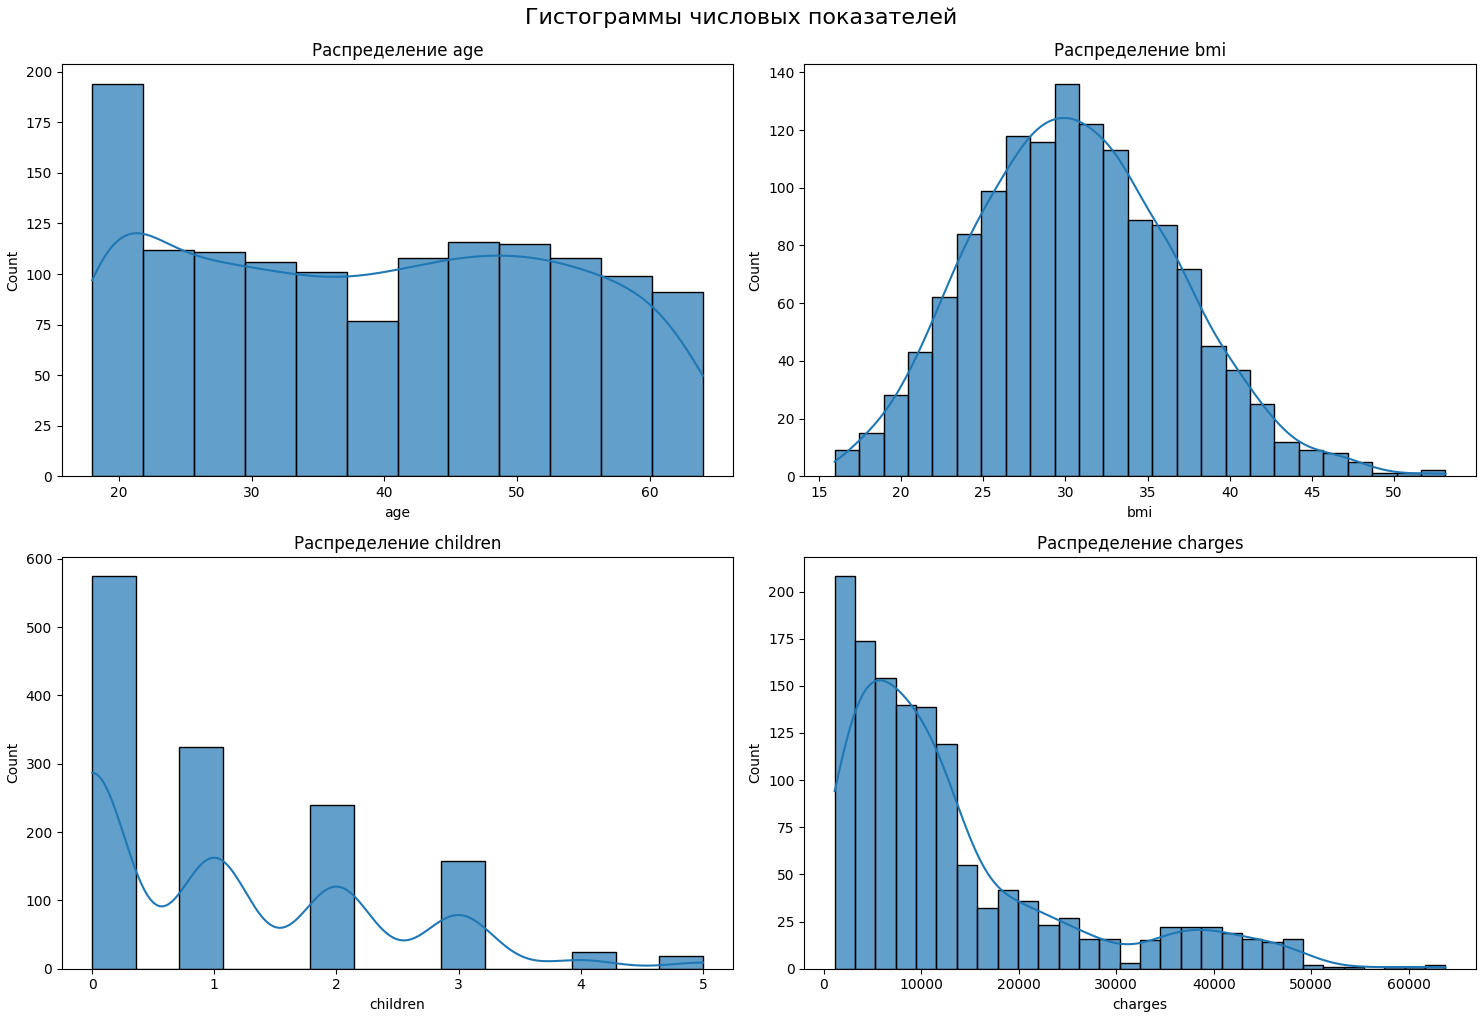 Гистограммы числовых показателей
Распределение age
200
175
150
125
100
75
50
25
0
Count
20 30 40 50 60
age
Распределение bmi
140
120
100
80
60
40
20
0
Count
15 20 25 30 35 40 45 50
bmi
Распределение children
600
500
400
300
200
100
0
Count
0 1 2 3 4 5
children
Распределение charges
200
175
150
125
100
75
50
25
0
Count
0 10000 20000 30000 40000 50000 60000
charges